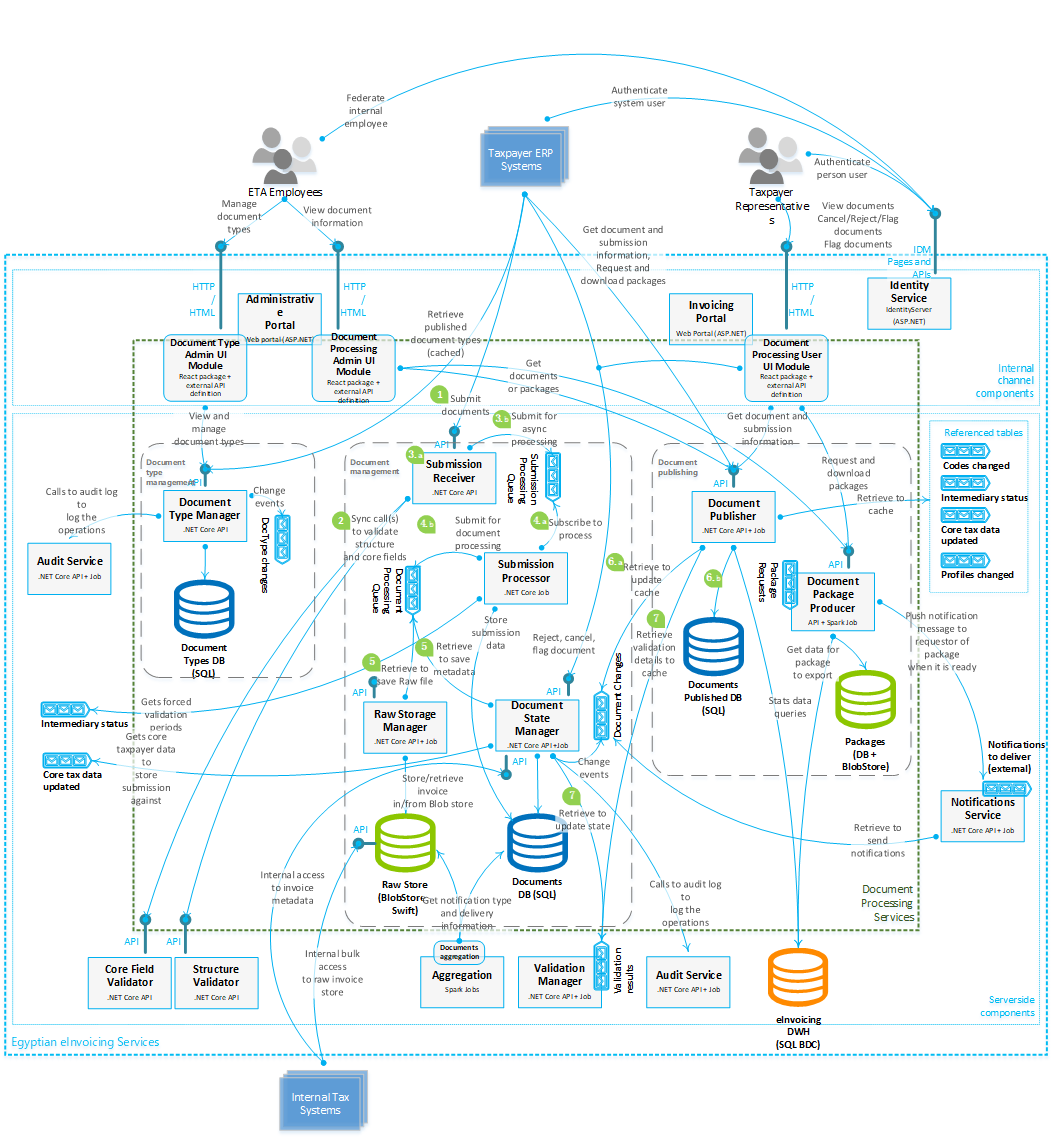 Federate
internal
employee
Authenticate
system user
Taxpayer ERP
Systems
Authenticate
person user
ETA Employees
Taxpayer
Representative
s
Manage
document
types
View document
information
View documents
Cancel/Reject/Flag
documents
Flag documents
Get document and
submission
information,
Request and
download packages
IDM
Pages and
APIs
HTTP
/
HTML
Administrativ
e
Portal
Web portal (ASP.NET)
HTTP
/
HTML
Invoicing
Portal
Web Portal (ASP.NET)
HTTP
/
HTML
Identity
Service
IdentityServer
(ASP.NET)
Document Type
Admin UI
Module
React package +
external API
definition
Document
Processing
Admin UI
Module
React package +
external API
definition
Retrieve
published
document types
(cached)
Document
Processing User
UI Module
React package +
external API
definition
Internal
channel
components
Get
documents
or packages
1
Submit
documents
3.b
Submit for
async
processing
View and
manage
document types
Get document and
submission
information
Referenced tables
Codes changed
Intermediary status
Core tax data
updated
Profiles changed
Document
type
management
API
Document
management
3.a
API
Submission
Receiver
.NET Core API
Submission
Processing
Queue
Document
publishing
API
Request and
download
packages
Retrieve to
cache
Calls to audit log
to
log the
operations
Document
Type Manager
.NET Core API
Change
events
DocTypes changes
2
Sync call(s)
to validate
structure
and core fields
4.b
Submit for
document
processing
4.a
Subscribe to
process
Document
Publisher
.NET Core API + Job
Audit Service
.NET Core API + Job
Document
Processing
Queue
Submission
Processor
.NET Core Job
6.a
Retrieve to
update
cache
6.b
Package
Requests
API
Document
Package
Producer
API + Spark Job
Document
Types DB
(SQL)
Store
submission
data
7
Retrieve
validation
details to
cache
Push notification
message to
requestor of
package
when it is ready
5
Retrieve to
save Raw file
5
Retrieve to
save
metadata
Reject, cancel,
flag document
Get data for
package
to export
Documents
Published DB
(SQL)
Stats data
queries
API
API
Intermediary status
Gets forced
validation
periods
Raw Storage
Manager
.NET Core API + Job
Document
State
Manager
.NET Core API +Job
Document Changes
Packages
(DB +
BlobStore)
Gets core
taxpayer data
to
store
submission
against
Core tax data
updated
API
Change
events
Notifications
to deliver
(external)
Store/retrieve
invoice
in/from Blob store
7
Retrieve to
update state
Notifications
Service
.NET Core API + Job
API
Retrieve to
send
notifications
Raw Store
(BlobStore
Swift)
Documents
DB (SQL)
Internal access
to invoice
metadata
Get notification type
and delivery
information
Calls to audit log
to
log the
operations
Document
Processing
Services
API
API
Internal bulk
access
to raw invoice
store
Documents
aggregation
Core Field
Validator
.NET Core API
Structure
Validator
.NET Core API
Aggregation
Spark Jobs
Validation
Manager
.NET Core API + Job
Validation
results
Audit Service
.NET Core API + Job
eInvoicing
DWH
(SQL BDC)
Serverside
components
Egyptian eInvoicing Services
Internal Tax
Systems